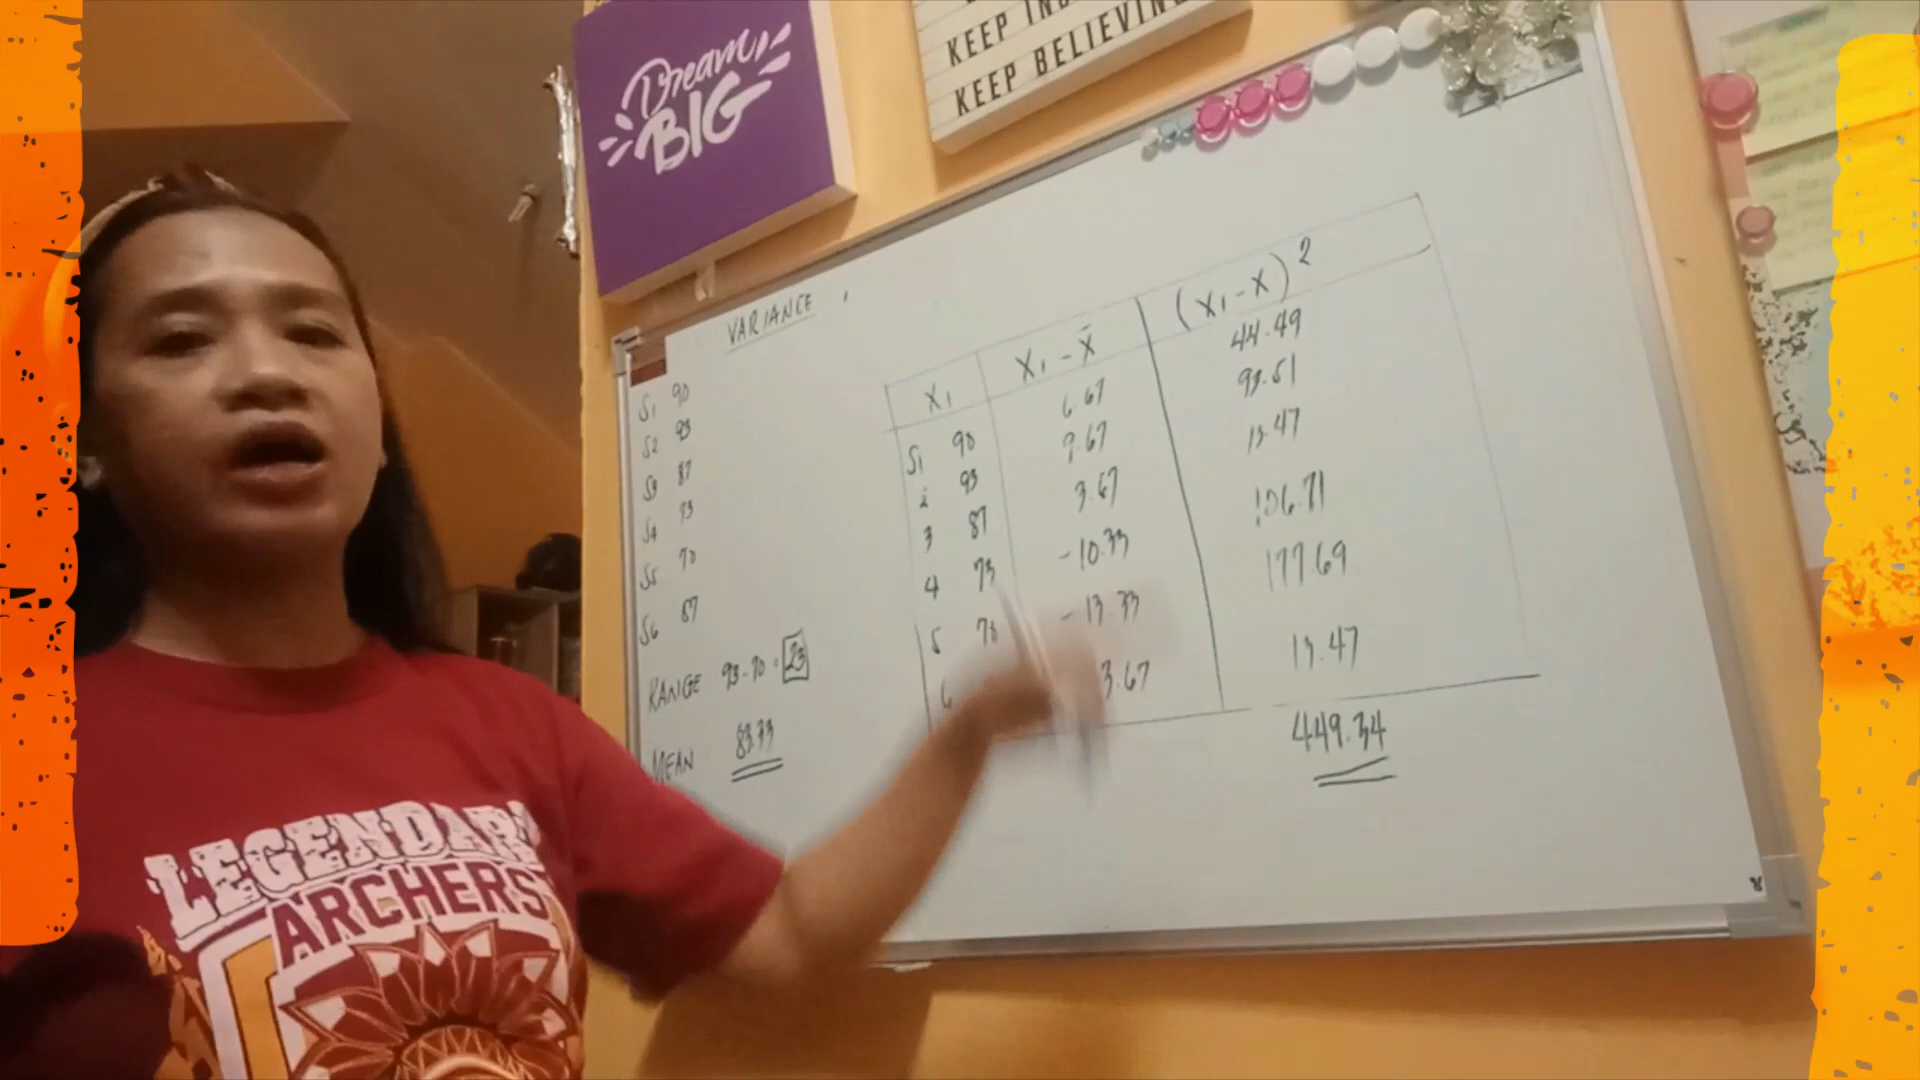 Dream
BIG
KEEP
KEEP BELIEVING
VARIANCE
S1 90
S2 93
S3 87
S4 73
S5 70
S6 87
RANGE 93-70 = 23
MEAN 83.33
X1 X1 - X̄ (X1 - X)²
S1 90 6.67 44.49
2 93 9.67 93.51
3 87 3.67 13.47
4 73 -10.33 106.71
5 70 -13.33 177.69
3.67 13.47
449.34
LEGENDARY
ARCHERS